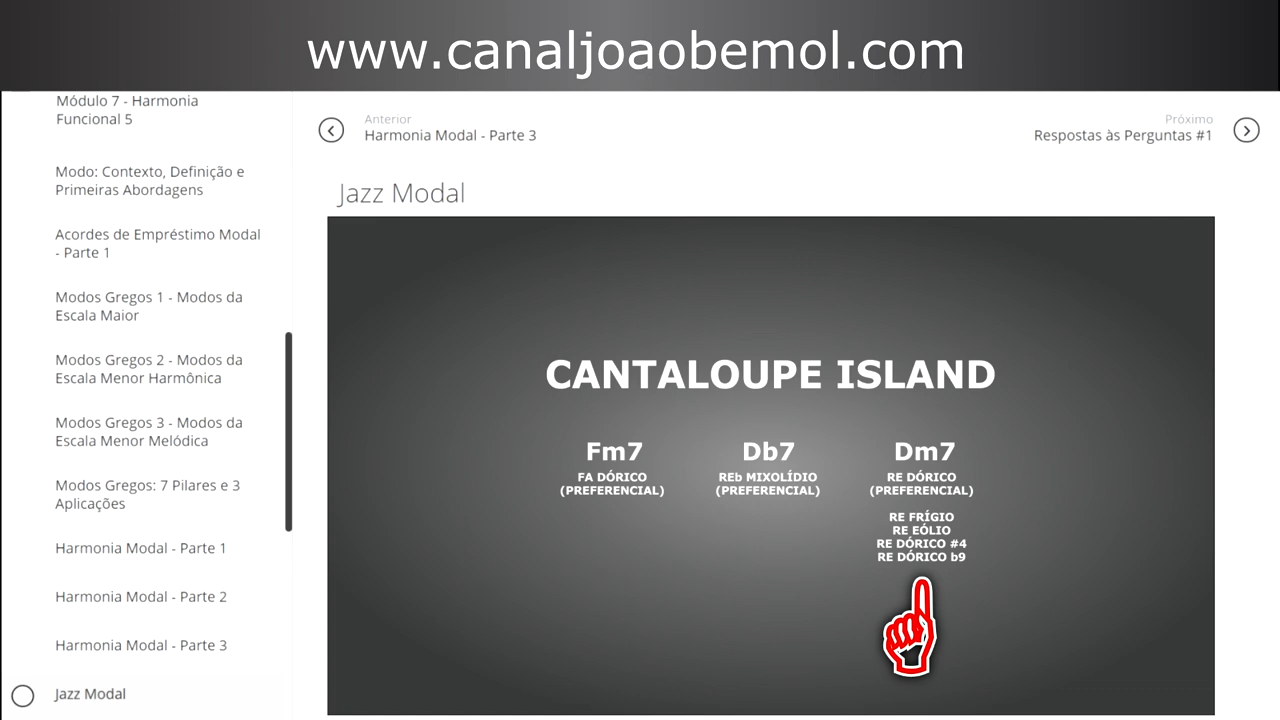 www.canaljoaobemol.com
Módulo 7 - Harmonia
Funcional 5
Modo: Contexto, Definição e
Primeiras Abordagens
Acordes de Empréstimo Modal
- Parte 1
Modos Gregos 1 - Modos da
Escala Maior
Modos Gregos 2 - Modos da
Escala Menor Harmônica
Modos Gregos 3 - Modos da
Escala Menor Melódica
Modos Gregos: 7 Pilares e 3
Aplicações
Harmonia Modal - Parte 1
Harmonia Modal - Parte 2
Harmonia Modal - Parte 3
Jazz Modal
Anterior
Harmonia Modal - Parte 3
Próximo
Respostas às Perguntas #1
Jazz Modal
CANTALOUPE ISLAND
Fm7
FA DÓRICO
(PREFERENCIAL)
Db7
REb MIXOLÍDIO
(PREFERENCIAL)
Dm7
RE DÓRICO
(PREFERENCIAL)
RE FRÍGIO
RE EÓLIO
RE DÓRICO #4
RE DÓRICO b9